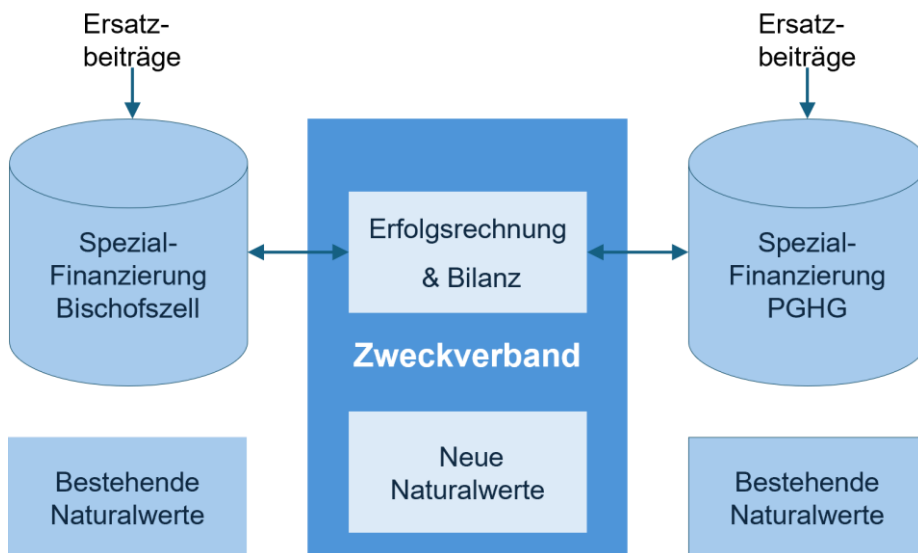 Ersatz-
beiträge
Ersatz-
beiträge
Spezial-
Finanzierung
Bischofszell
Erfolgsrechnung
& Bilanz
Spezial-
Finanzierung
PGHG
Zweckverband
Bestehende
Naturalwerte
Neue
Naturalwerte
Bestehende
Naturalwerte